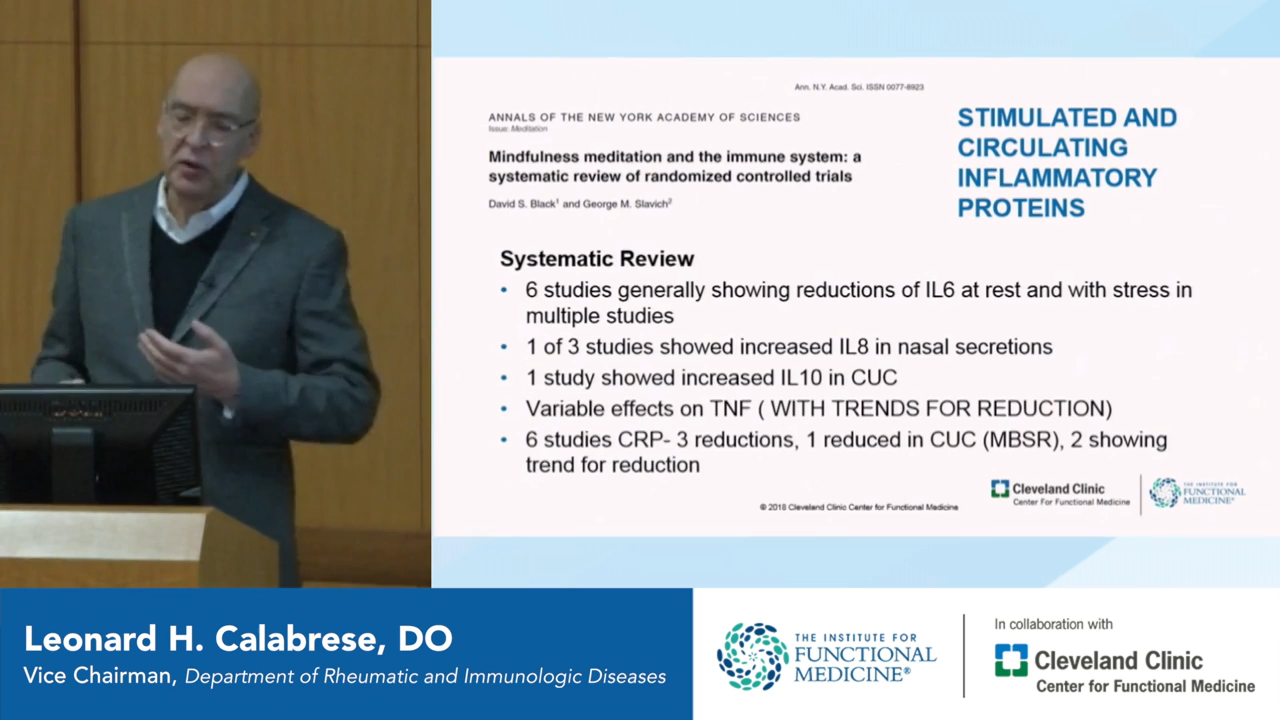 Ann. N.Y. Acad. Sci. ISSN 0077-8923
ANNALS OF THE NEW YORK ACADEMY OF SCIENCES
Issue: Meditation
Mindfulness meditation and the immune system: a
systematic review of randomized controlled trials
David S. Black¹ and George M. Slavich²
STIMULATED AND
CIRCULATING
INFLAMMATORY
PROTEINS
Systematic Review
• 6 studies generally showing reductions of IL6 at rest and with stress in
multiple studies
• 1 of 3 studies showed increased IL8 in nasal secretions
• 1 study showed increased IL10 in CUC
• Variable effects on TNF ( WITH TRENDS FOR REDUCTION)
• 6 studies CRP- 3 reductions, 1 reduced in CUC (MBSR), 2 showing
trend for reduction
Cleveland Clinic
Center For Functional Medicine
THE INSTITUTE FOR
FUNCTIONAL
MEDICINE®
© 2018 Cleveland Clinic Center for Functional Medicine
DELL
Leonard H. Calabrese, DO
Vice Chairman, Department of Rheumatic and Immunologic Diseases
THE INSTITUTE FOR
FUNCTIONAL
MEDICINE®
In collaboration with
Cleveland Clinic
Center for Functional Medicine